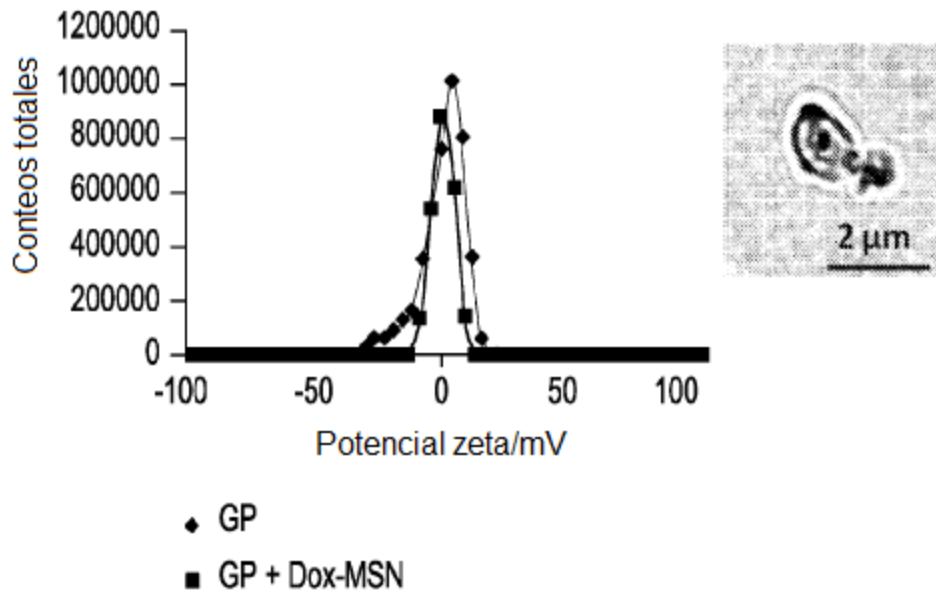 Conteos totales
1200000
1000000
800000
600000
400000
200000
0
-100 -50 0 50 100
Potencial zeta/mV
2 µm
GP
GP + Dox-MSN